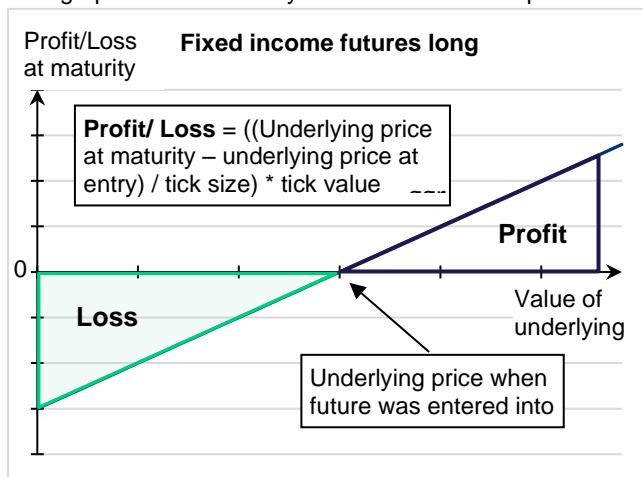 Profit/Loss
at maturity
Fixed income futures long
Profit/ Loss = ((Underlying price
at maturity – underlying price at
entry) / tick size) * tick value
Profit
0
Loss
Value of
underlying
Underlying price when
future was entered into